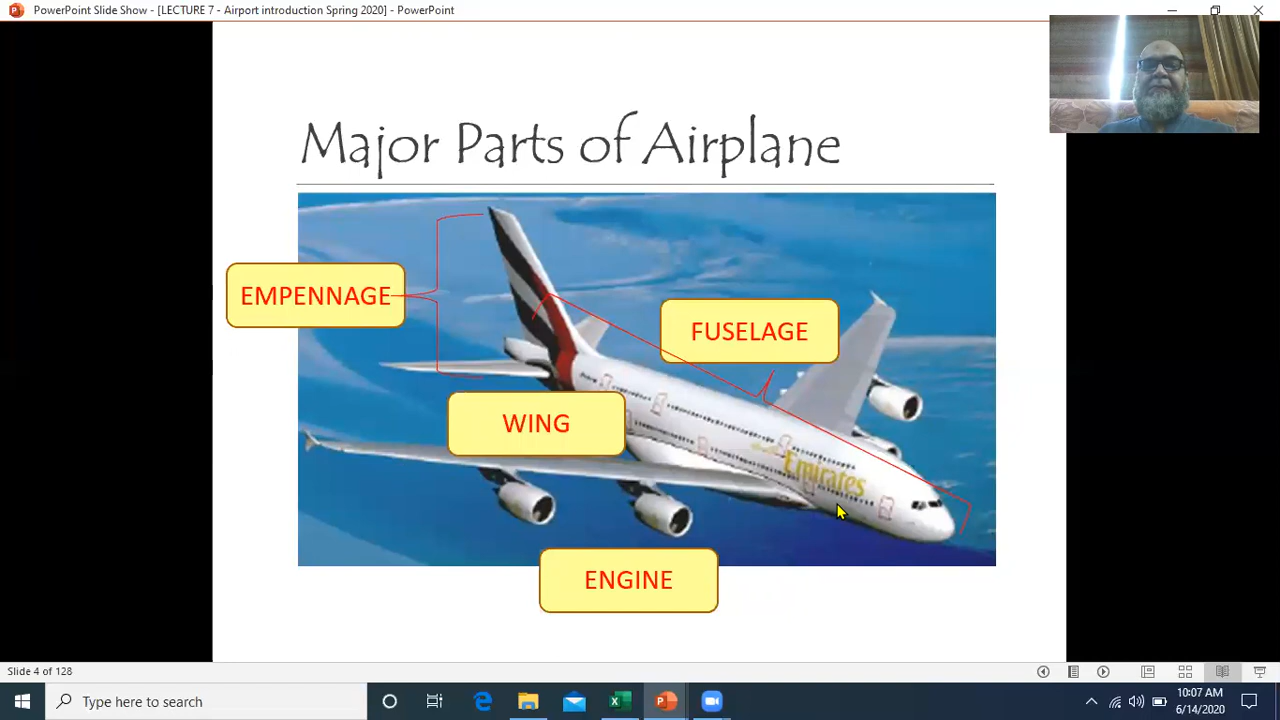 PowerPoint Slide Show - [LECTURE 7 - Airport introduction Spring 2020] - PowerPoint
Major Parts of Airplane
EMPENNAGE
FUSELAGE
WING
Emirates
ENGINE
Slide 4 of 128
Type here to search
10:07 AM
6/14/2020